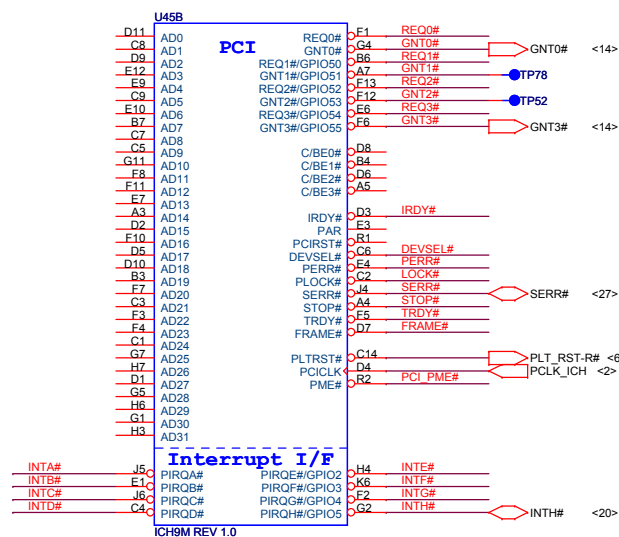 U45B
PCI
D11 AD0 REQ0# F1 REQ0#
C8 AD1 GNT0# G4 GNT0# GNT0# <14>
D9 AD2 REQ1#/GPIO50 B6 REQ1#
E12 AD3 GNT1#/GPIO51 A7 GNT1# TP78
E9 AD4 REQ2#/GPIO52 F13 REQ2#
C9 AD5 GNT2#/GPIO53 F12 GNT2# TP52
E10 AD6 REQ3#/GPIO54 E6 REQ3#
B7 AD7 GNT3#/GPIO55 F6 GNT3# GNT3# <14>
C7 AD8
C5 AD9 C/BE0# D8
G11 AD10 C/BE1# B4
F8 AD11 C/BE2# D6
F11 AD12 C/BE3# A5
E7 AD13
A3 AD14 IRDY# D3 IRDY#
D2 AD15 PAR E3
F10 AD16 PCIRST# R1
D5 AD17 DEVSEL# C6 DEVSEL#
D10 AD18 PERR# E4 PERR#
B3 AD19 PLOCK# C2 LOCK#
F7 AD20 SERR# J4 SERR# SERR# <27>
C3 AD21 STOP# A4 STOP#
F3 AD22 TRDY# F5 TRDY#
F4 AD23 FRAME# D7 FRAME#
C1 AD24
G7 AD25 PLTRST# C14 PLT_RST-R# <6
H7 AD26 PCICLK D4 PCLK_ICH <2>
D1 AD27 PME# R2 PCI_PME#
G5 AD28
H6 AD29
G1 AD30
H3 AD31
Interrupt I/F
INTA# J5 PIRQA# PIRQE#/GPIO2 H4 INTE#
INTB# E1 PIRQB# PIRQF#/GPIO3 K6 INTF#
INTC# J6 PIRQC# PIRQG#/GPIO4 F2 INTG#
INTD# C4 PIRQD# PIRQH#/GPIO5 G2 INTH# INTH# <20>
ICH9M REV 1.0